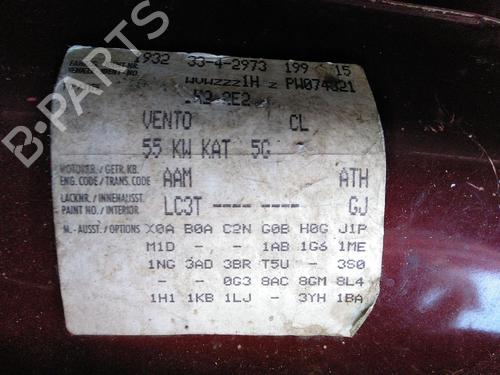 1932 33-4-2973 199 15
WVWZZZ1H Z PW074321
2E2
VENTO CL
55 KW KAT 5G
MOTORKB. / GETR.KB.
ENG. CODE / TRANS. CODE AAM ATH
LACKNR. / INNENAUSST.
PAINT NO. / INTERIOR LC3T ---- ---- GJ
M.-AUSST. / OPTIONS X0A B0A C2N G0B H0G J1P
M1D - - 1AB 1G6 1ME
1NG 3AD 3BR T5U - 3S0
- - 0G3 8AC 8GM 8L4
1H1 1KB 1LJ - 3YH 1BA
B-PARTS